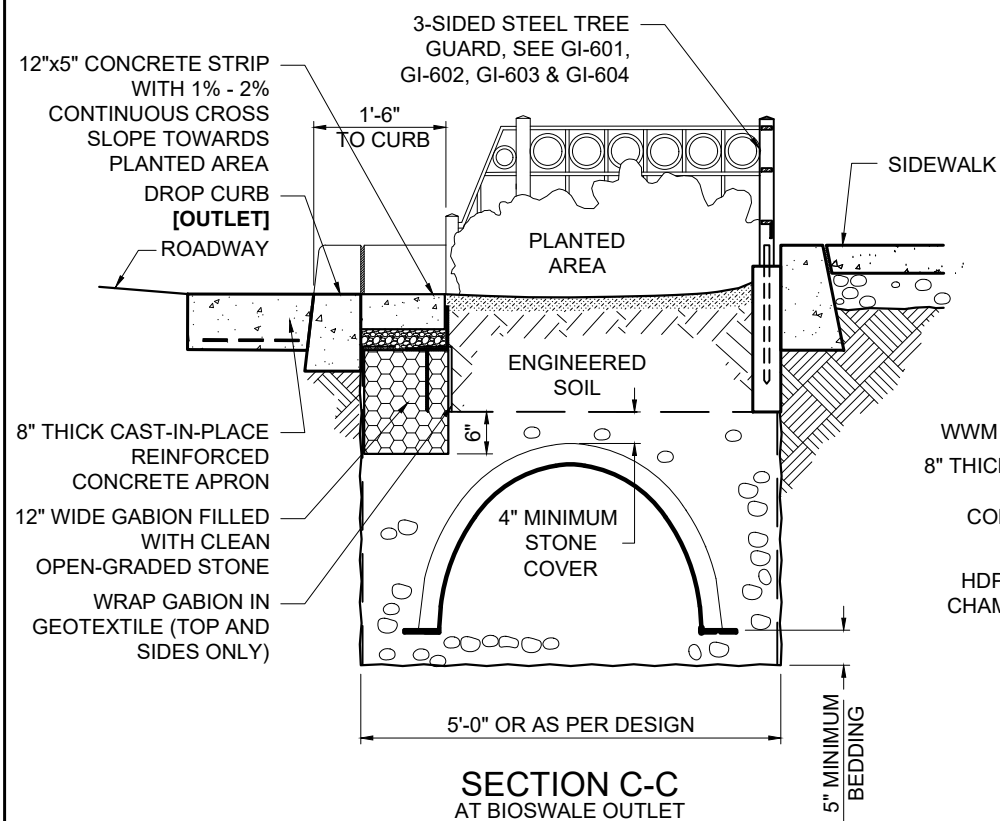 3-SIDED STEEL TREE
GUARD, SEE GI-601,
GI-602, GI-603 & GI-604
12"x5" CONCRETE STRIP
WITH 1% - 2%
CONTINUOUS CROSS
SLOPE TOWARDS
PLANTED AREA
1'-6"
TO CURB
DROP CURB
[OUTLET]
ROADWAY
SIDEWALK
PLANTED
AREA
ENGINEERED
SOIL
8" THICK CAST-IN-PLACE
REINFORCED
CONCRETE APRON
6"
12" WIDE GABION FILLED
WITH CLEAN
OPEN-GRADED STONE
4" MINIMUM
STONE
COVER
WRAP GABION IN
GEOTEXTILE (TOP AND
SIDES ONLY)
WWM
8" THICK
5'-0" OR AS PER DESIGN
5" MINIMUM
BEDDING
SECTION C-C
AT BIOSWALE OUTLET